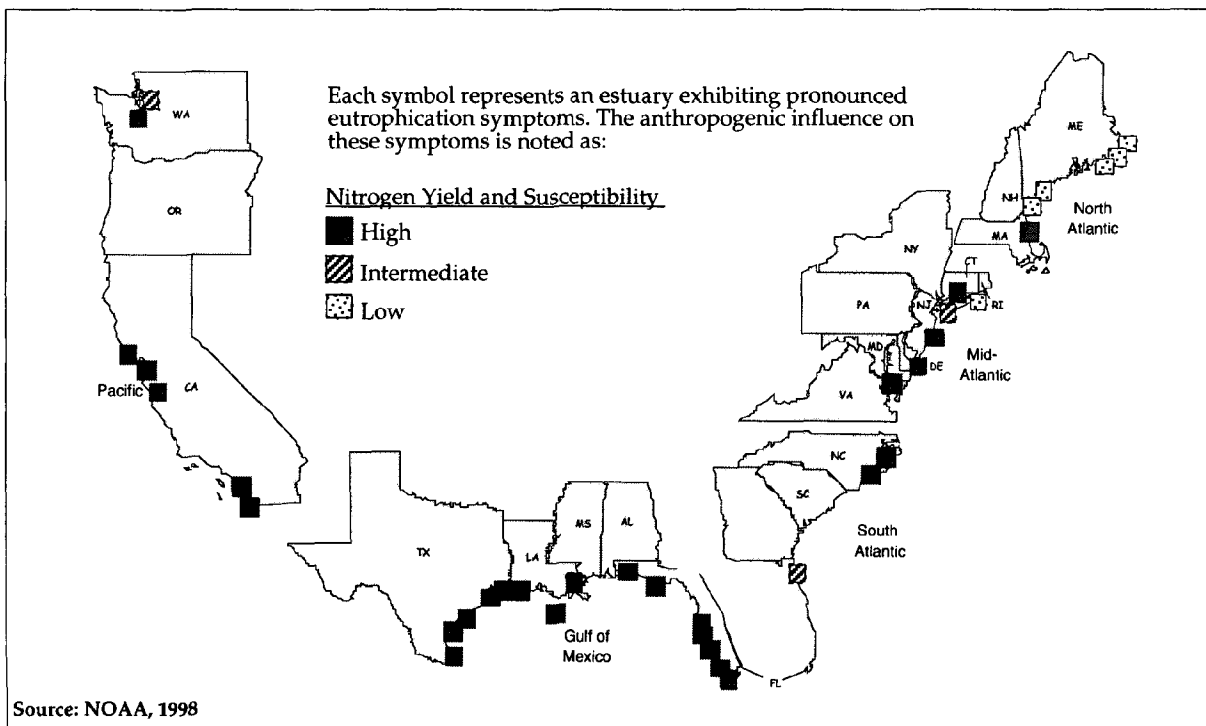 Each symbol represents an estuary exhibiting pronounced
eutrophication symptoms. The anthropogenic influence on
these symptoms is noted as:
Nitrogen Yield and Susceptibility
High
Intermediate
Low
WA
OR
CA
Pacific
TX
LA
MS
AL
Gulf of
Mexico
FL
ME
NH
MA
North
Atlantic
NY
CT
RI
PA
NJ
MD
DE
Mid-
Atlantic
VA
NC
SC
South
Atlantic
Source: NOAA, 1998